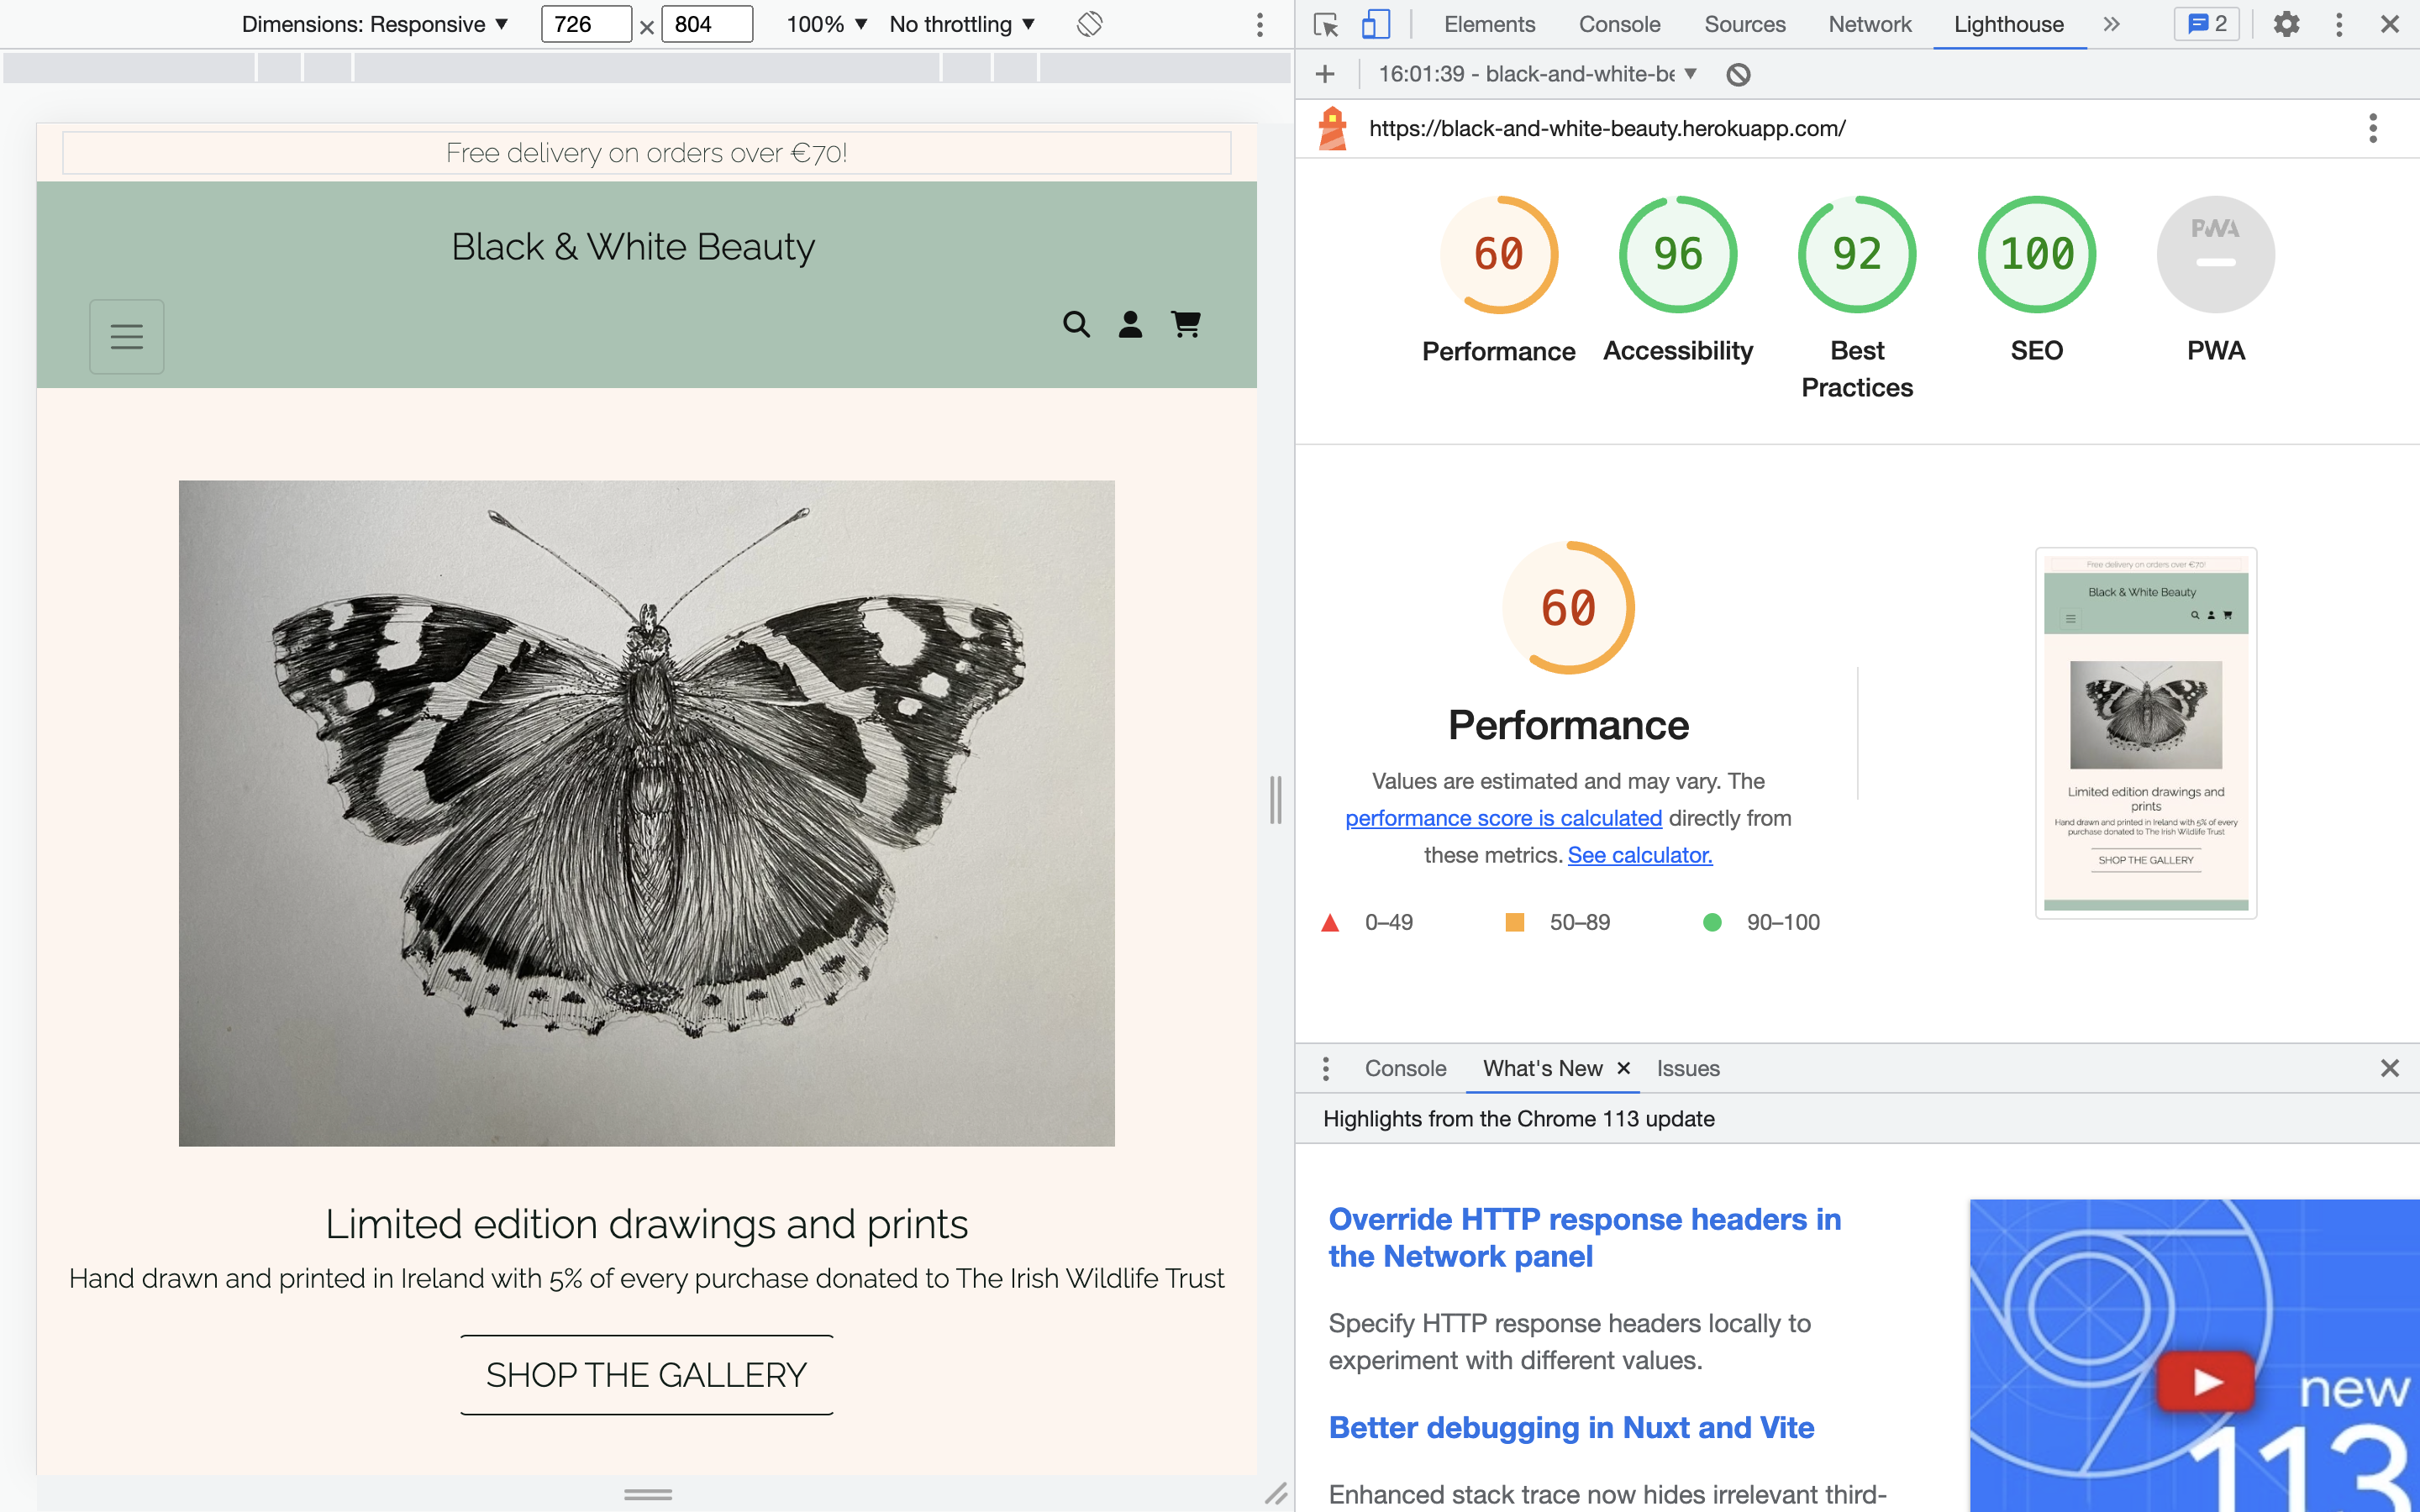 Dimensions: Responsive ▼ 726 × 804 100% ▼ No throttling ▼
Free delivery on orders over €70!
Black & White Beauty
Limited edition drawings and prints
Hand drawn and printed in Ireland with 5% of every purchase donated to The Irish Wildlife Trust
SHOP THE GALLERY
Elements Console Sources Network Lighthouse » 2
+ 16:01:39 - black-and-white-be ▼
https://black-and-white-beauty.herokuapp.com/
60 96 92 100 PWA
Performance Accessibility Best Practices SEO PWA
60
Performance
Values are estimated and may vary. The
performance score is calculated directly from
these metrics. See calculator.
0–49 50–89 90–100
Free delivery on orders over €70!
Black & White Beauty
Limited edition drawings and
prints
Hand drawn and printed in Ireland with 5% of every
purchase donated to The Irish Wildlife Trust
SHOP THE GALLERY
Console What's New × Issues
Highlights from the Chrome 113 update
Override HTTP response headers in
the Network panel
Specify HTTP response headers locally to
experiment with different values.
Better debugging in Nuxt and Vite
Enhanced stack trace now hides irrelevant third-
new
113